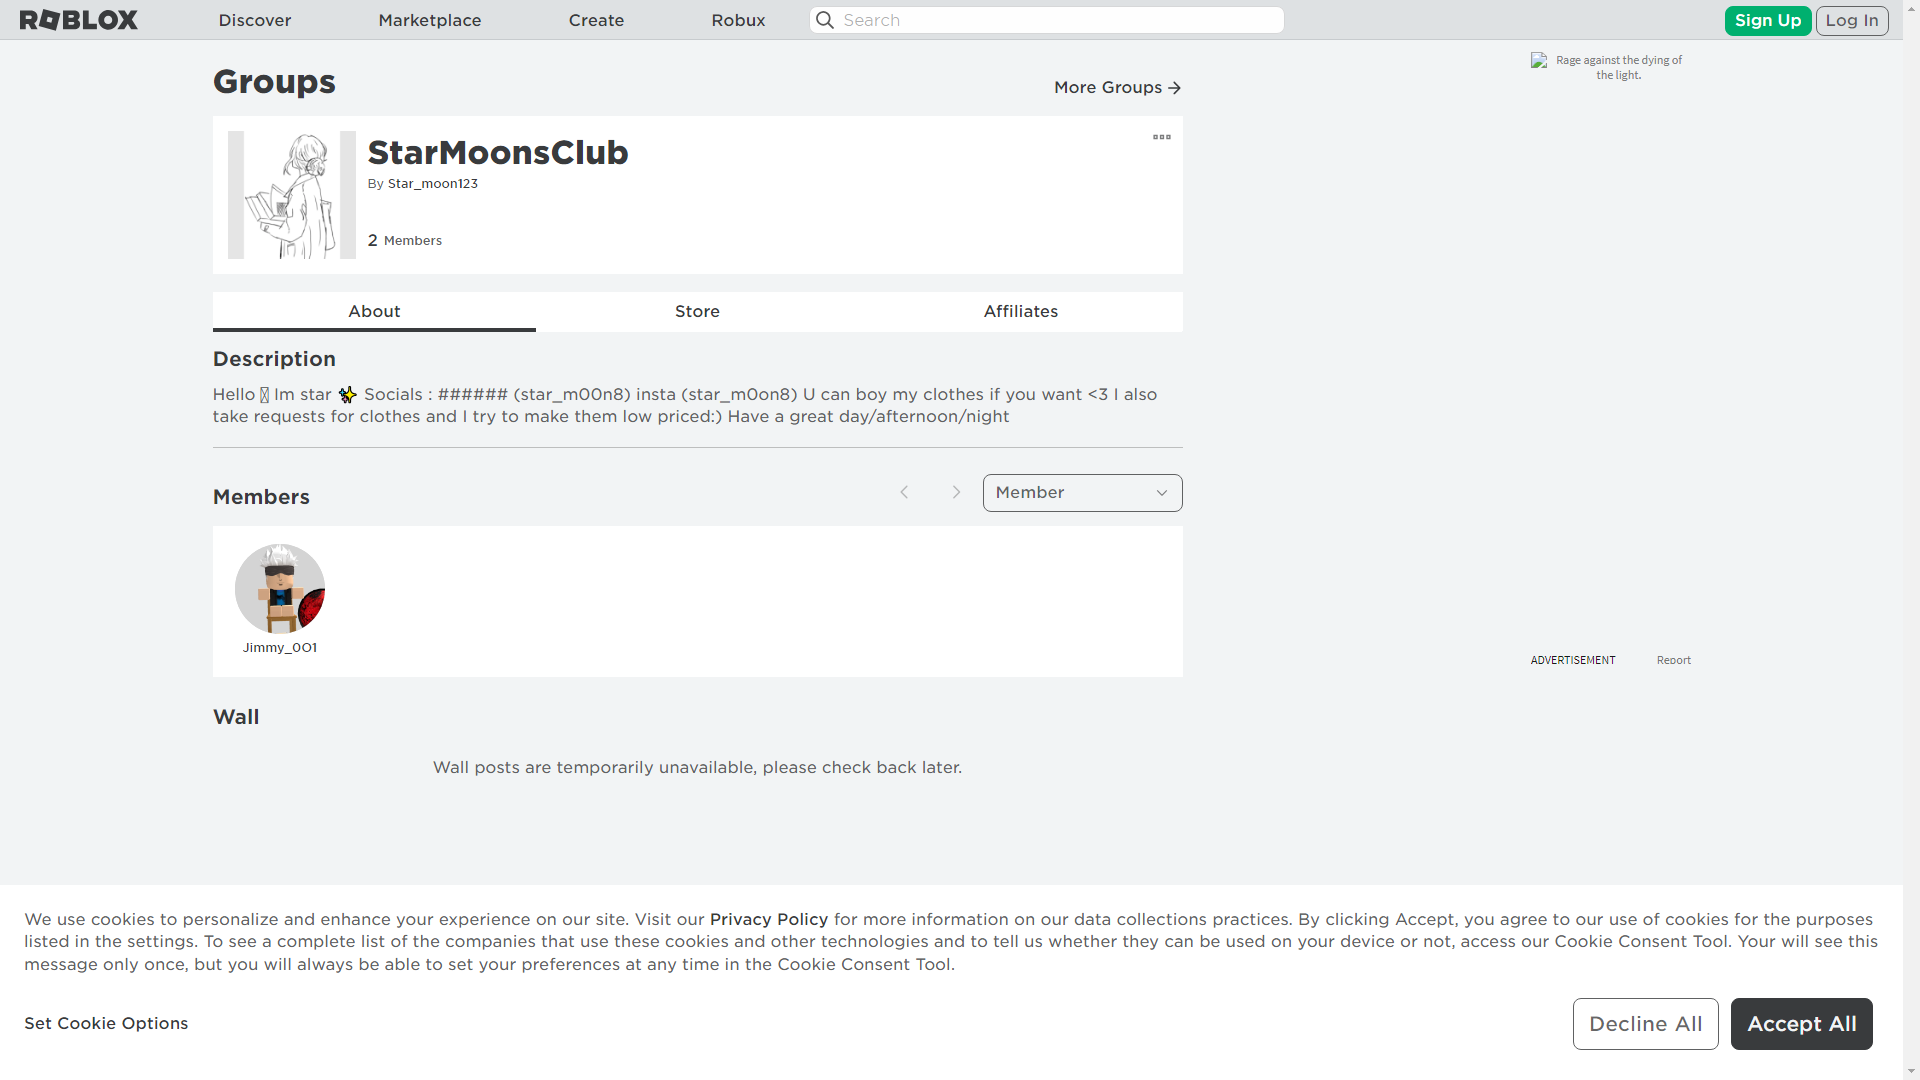 ROBLOX
Discover
Marketplace
Create
Robux
Search
Sign Up
Log In
Rage against the dying of
the light.
Groups
More Groups
StarMoonsClub
By Star_moon123
2 Members
About
Store
Affiliates
Description
Hello Im star ✨ Socials : ###### (star_m00n8) insta (star_m0on8) U can boy my clothes if you want <3 I also
take requests for clothes and I try to make them low priced:) Have a great day/afternoon/night
Members
Member
Jimmy_0O1
ADVERTISEMENT
Report
Wall
Wall posts are temporarily unavailable, please check back later.
We use cookies to personalize and enhance your experience on our site. Visit our Privacy Policy for more information on our data collections practices. By clicking Accept, you agree to our use of cookies for the purposes
listed in the settings. To see a complete list of the companies that use these cookies and other technologies and to tell us whether they can be used on your device or not, access our Cookie Consent Tool. Your will see this
message only once, but you will always be able to set your preferences at any time in the Cookie Consent Tool.
Set Cookie Options
Decline All
Accept All